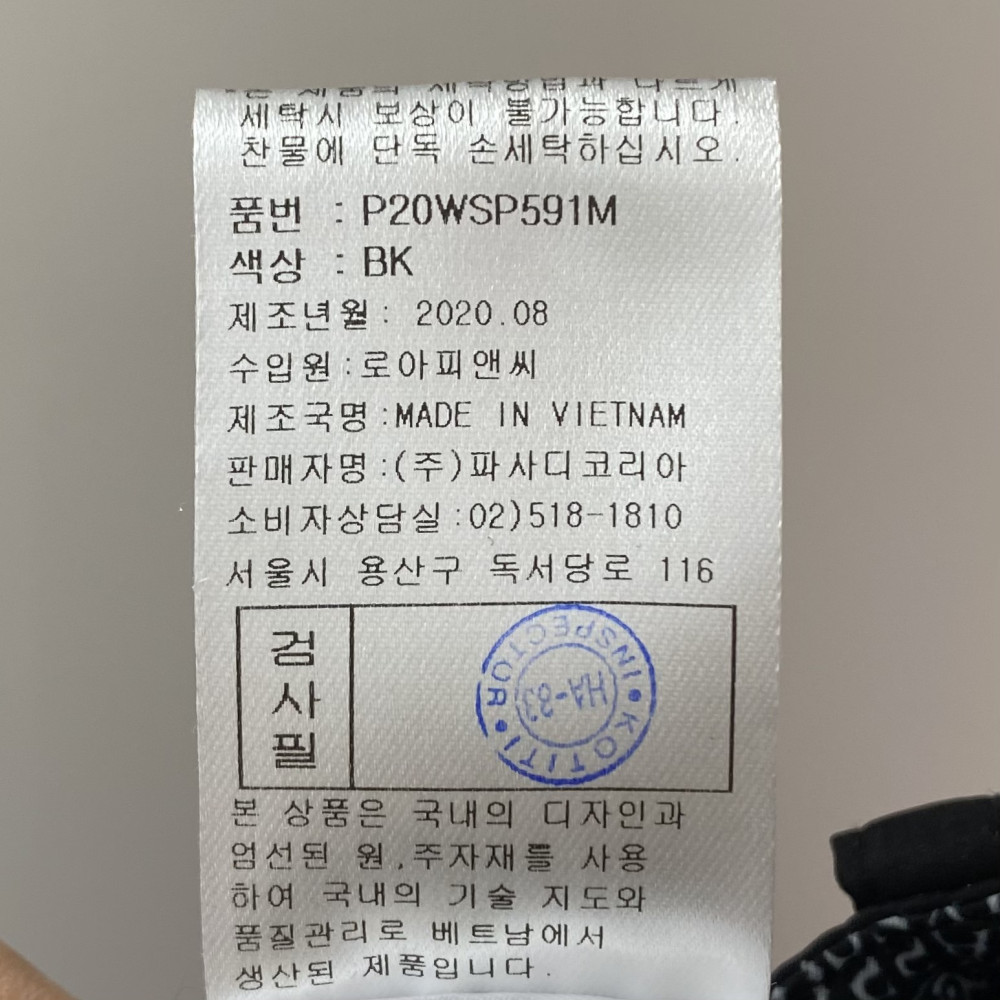 세탁시 보상이 불가능합니다.
찬물에 단독 손세탁하십시오.
품번 : P20WSP591M
색상 : BK
제조년월 : 2020.08
수입원 : 로아피앤씨
제조국명 : MADE IN VIETNAM
판매자명 : (주)파사디코리아
소비자상담실 : 02)518-1810
서울시 용산구 독서당로 116
검사필
INSPECTOR • KOTITI •
HA-83
본 상품은 국내의 디자인과
엄선된 원,주자재를 사용
하여 국내의 기술 지도와
품질관리로 베트남에서
생산된 제품입니다.